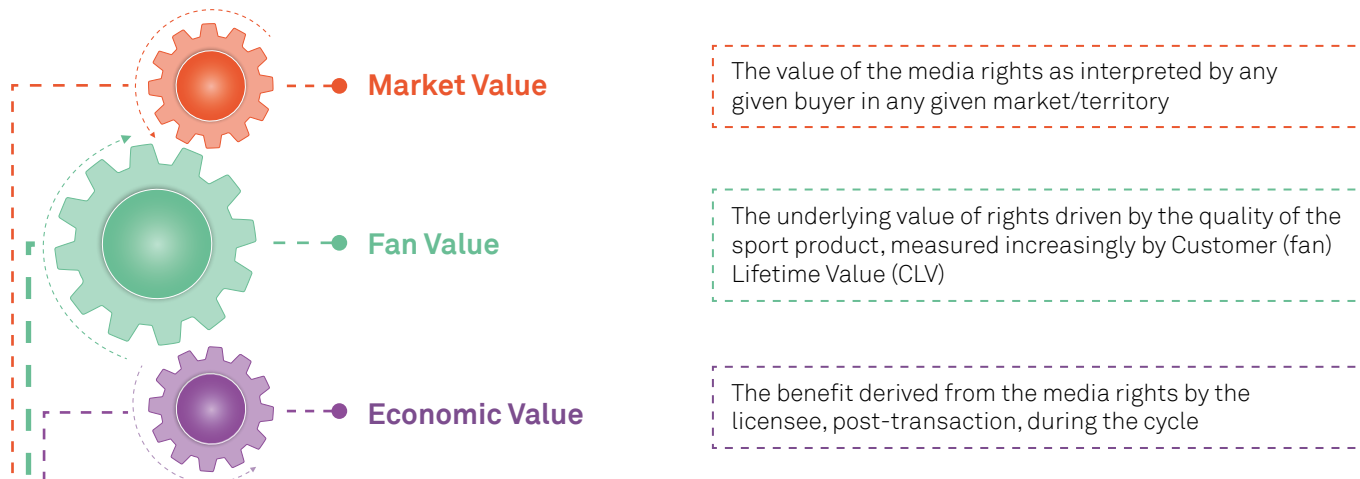 Market Value
The value of the media rights as interpreted by any
given buyer in any given market/territory
Fan Value
The underlying value of rights driven by the quality of the
sport product, measured increasingly by Customer (fan)
Lifetime Value (CLV)
Economic Value
The benefit derived from the media rights by the
licensee, post-transaction, during the cycle